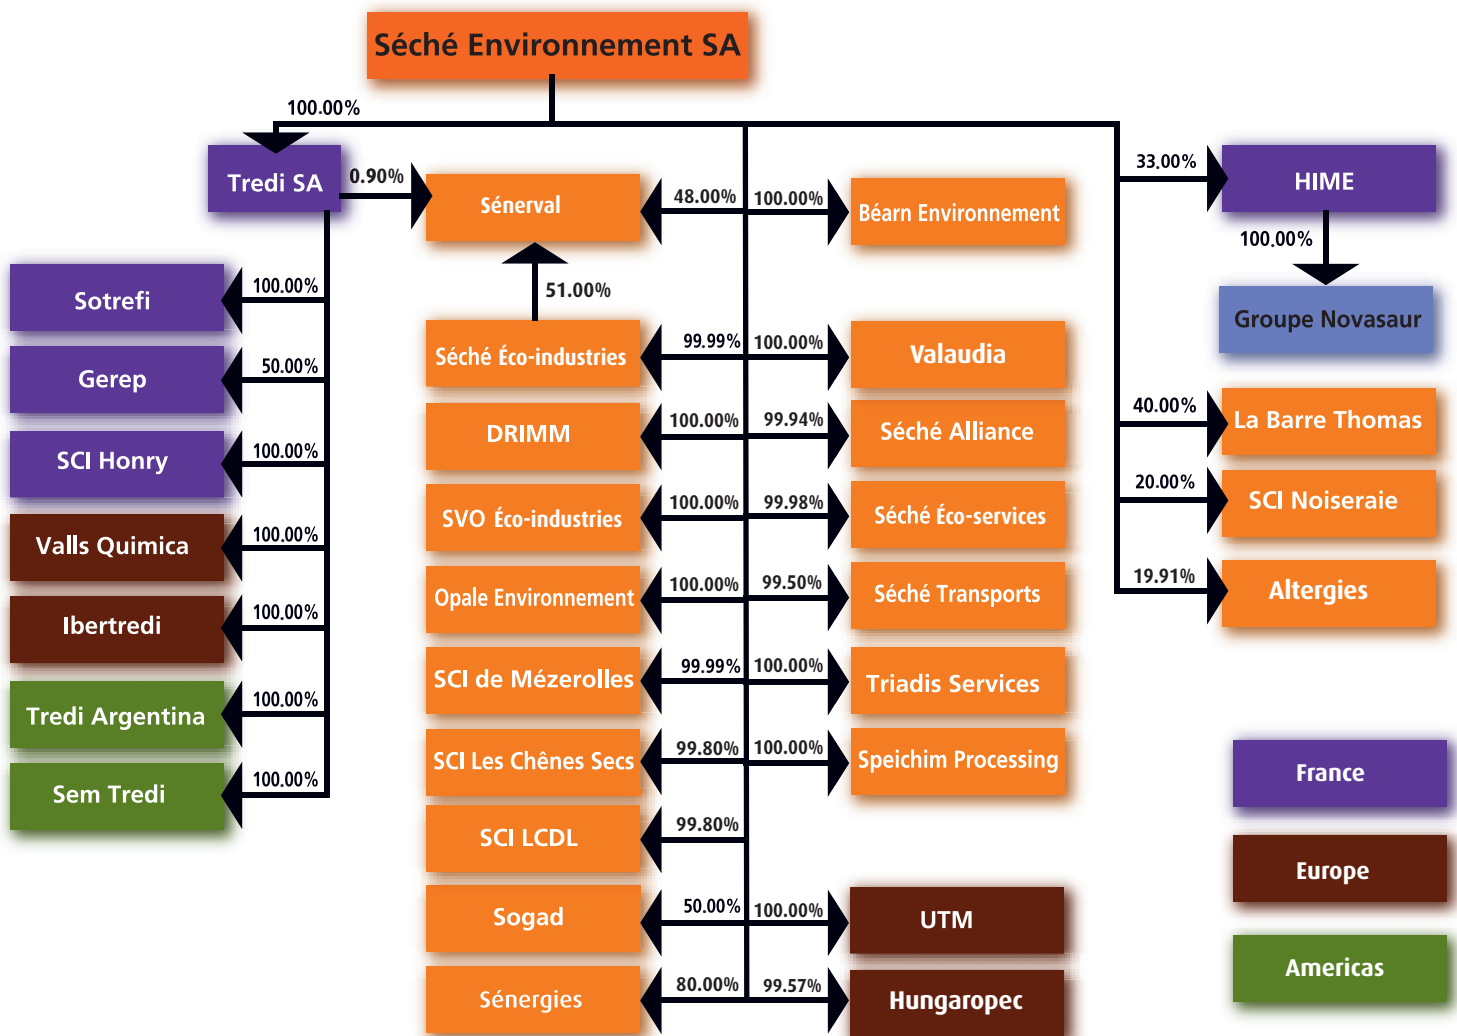 Séché Environnement SA
100.00%
Tredi SA
0.90%
Sénerval
48.00%
100.00%
Béarn Environnement
33.00%
HIME
100.00%
Groupe Novasaur
51.00%
Sotrefi
100.00%
Gerep
50.00%
SCI Honry
100.00%
Valls Quimica
100.00%
Ibertredi
100.00%
Tredi Argentina
100.00%
Sem Tredi
100.00%
Séché Éco-industries
99.99%
100.00%
Valaudia
DRIMM
100.00%
99.94%
Séché Alliance
SVO Éco-industries
100.00%
99.98%
Séché Éco-services
Opale Environnement
100.00%
99.50%
Séché Transports
SCI de Mézerolles
99.99%
100.00%
Triadis Services
SCI Les Chênes Secs
99.80%
100.00%
Speichim Processing
SCI LCDL
99.80%
Sogad
50.00%
100.00%
UTM
Sénergies
80.00%
99.57%
Hungaropec
40.00%
La Barre Thomas
20.00%
SCI Noiseraie
19.91%
Altergies
France
Europe
Americas